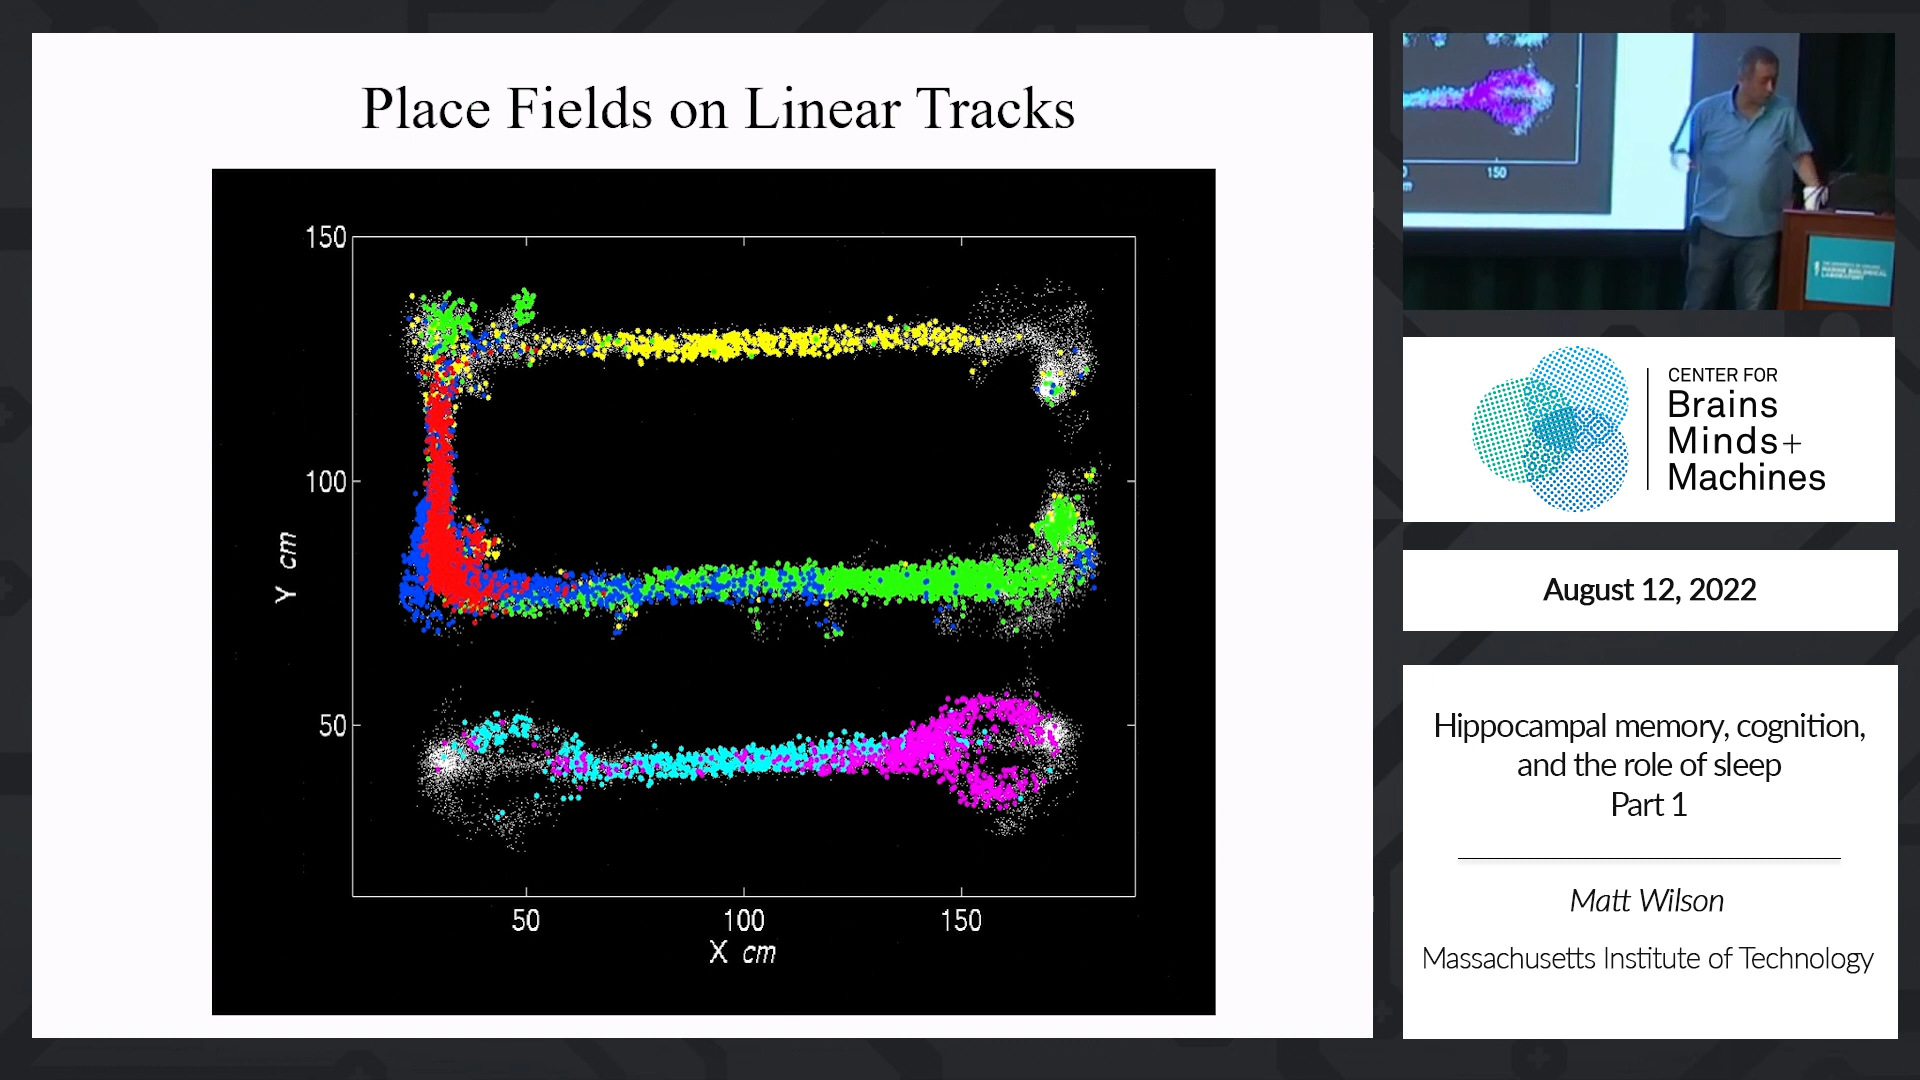 Place Fields on Linear Tracks
150
100
50
Y cm
50
100
150
X cm
150
CENTER FOR
Brains
Minds+
Machines
August 12, 2022
Hippocampal memory, cognition,
and the role of sleep
Part 1
Matt Wilson
Massachusetts Institute of Technology